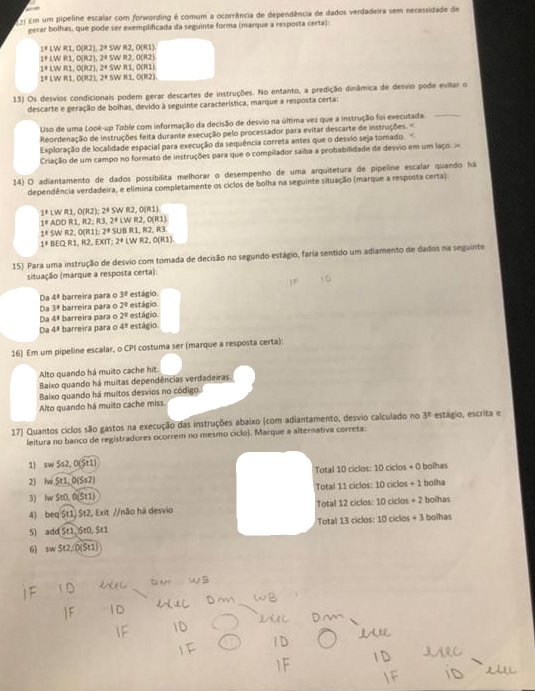 12) Em um pipeline escalar com forwarding é comum a ocorrência de dependência de dados verdadeira sem necessidade de
gerar bolhas, que pode ser exemplificada da seguinte forma (marque a resposta certa):
1ª LW R1, 0(R2), 2ª SW R2, 0(R1).
1ª LW R1, 0(R2), 2ª SW R2, 0(R2).
1ª LW R1, 0(R2), 2ª SW R1, 0(R1).
1ª LW R1, 0(R2), 2ª SW R1, 0(R2).
13) Os desvios condicionais podem gerar descartes de instruções. No entanto, a predição dinâmica de desvio pode evitar o
descarte e geração de bolhas, devido à seguinte característica, marque a resposta certa:
Uso de uma Look-up Table com informação da decisão de desvio na última vez que a instrução foi executada.
Reordenação de instruções feita durante execução pelo processador para evitar descarte de instruções.
Exploração de localidade espacial para execução da sequência correta antes que o desvio seja tomado.
Criação de um campo no formato de instruções para que o compilador saiba a probabilidade de desvio em um laço.
14) O adiantamento de dados possibilita melhorar o desempenho de uma arquitetura de pipeline escalar quando há
dependência verdadeira, e elimina completamente os ciclos de bolha na seguinte situação (marque a resposta certa):
1ª LW R1, 0(R2); 2ª SW R2, 0(R1).
1ª ADD R1, R2; R3, 2ª LW R2, 0(R1).
1ª SW R2, 0(R1); 2ª SUB R1, R2, R3.
1ª BEQ R1, R2, EXIT; 2ª LW R2, 0(R1).
15) Para uma instrução de desvio com tomada de decisão no segundo estágio, faria sentido um adiamento de dados na seguinte
situação (marque a resposta certa):
IF ID
Da 4ª barreira para o 3º estágio.
Da 3ª barreira para o 2º estágio.
Da 4ª barreira para o 2º estágio.
Da 4ª barreira para o 4º estágio.
16) Em um pipeline escalar, o CPI costuma ser (marque a resposta certa):
Alto quando há muito cache hit.
Baixo quando há muitas dependências verdadeiras.
Baixo quando há muitos desvios no código.
Alto quando há muito cache miss.
17) Quantos ciclos são gastos na execução das instruções abaixo (com adiantamento, desvio calculado no 3º estágio, escrita e
leitura no banco de registradores ocorrem no mesmo ciclo). Marque a alternativa correta:
1) sw $s2, 0($t1)
2) lw $t1, 0($s2)
3) lw $t0, 0($t1)
4) beq $t1, $t2, Exit //não há desvio
5) add $t1, $t0, $t1
6) sw $t2, 0($t1)
Total 10 ciclos: 10 ciclos + 0 bolhas
Total 11 ciclos: 10 ciclos + 1 bolha
Total 12 ciclos: 10 ciclos + 2 bolhas
Total 13 ciclos: 10 ciclos + 3 bolhas
IF ID exec Dm WB
IF ID exec Dm WB
IF ID exec Dm
IF ID exec
IF ID exec
IF ID exec